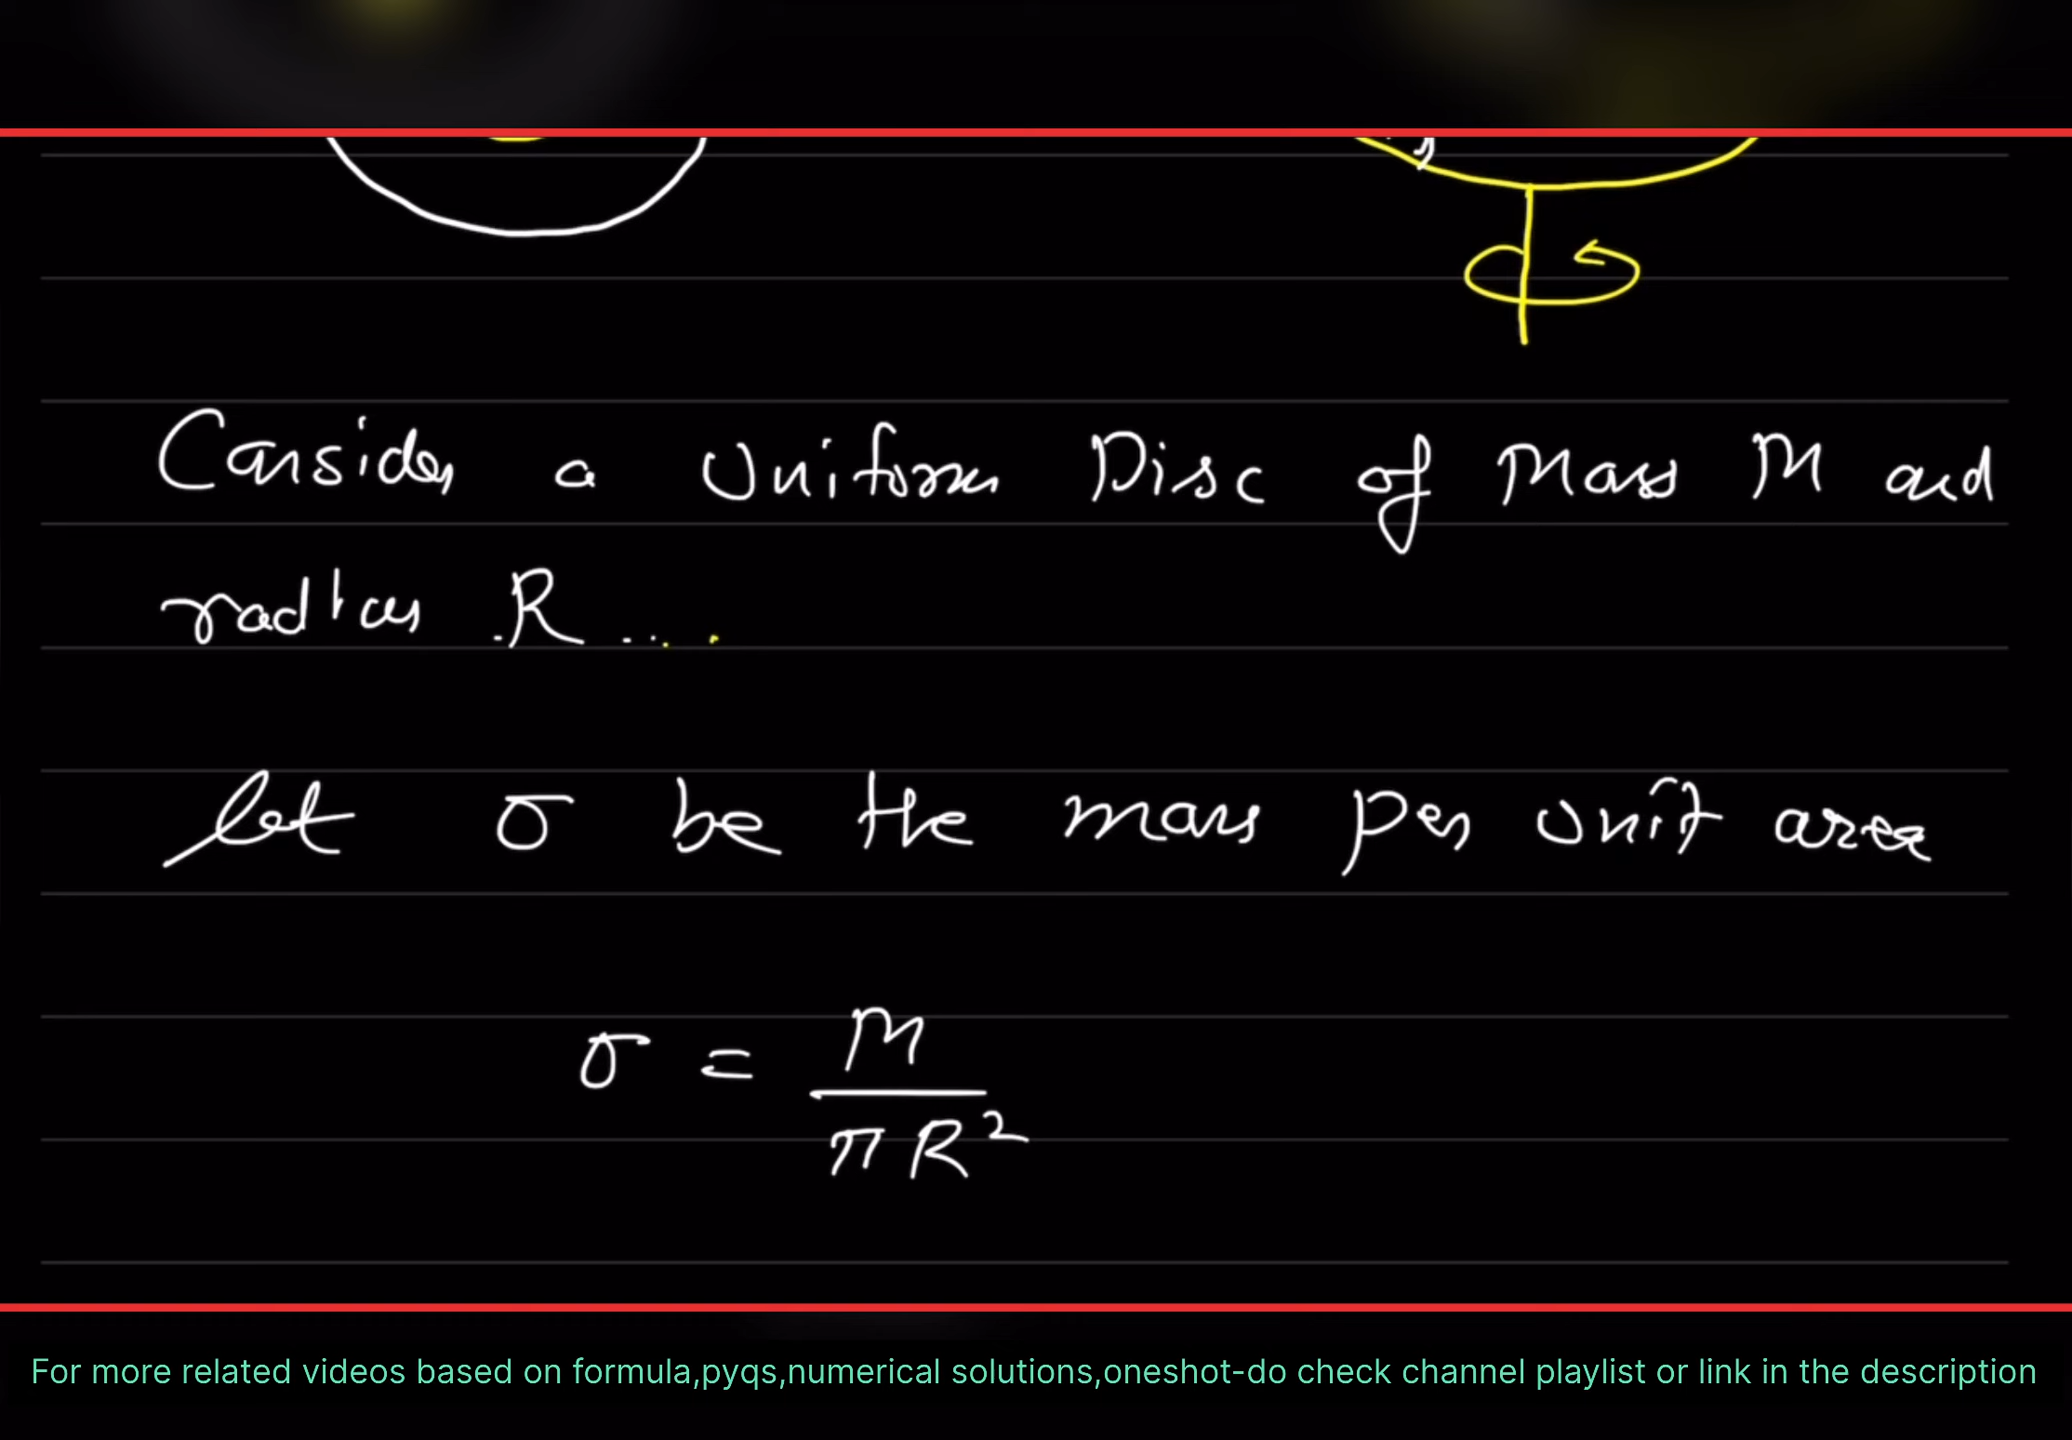 Consider a Uniform Disc of Mass M and
radius R....
let σ be the mass per unit area
σ = M
πR²
For more related videos based on formula,pyqs,numerical solutions,oneshot-do check channel playlist or link in the description